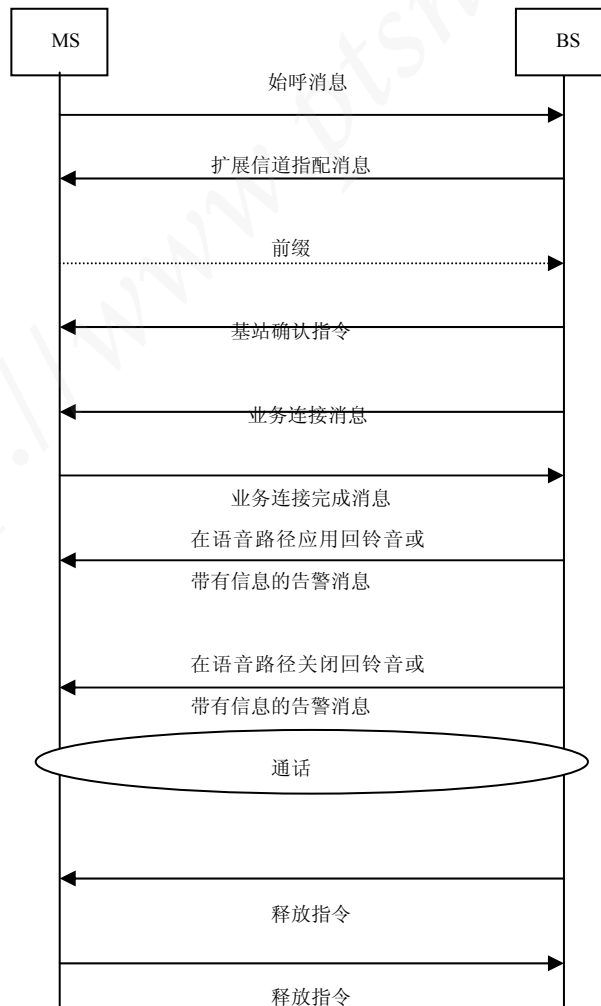 MS
BS
始呼消息
扩展信道指配消息
前缀
基站确认指令
业务连接消息
业务连接完成消息
在语音路径应用回铃音或
带有信息的告警消息
在语音路径关闭回铃音或
带有信息的告警消息
通话
释放指令
释放指令